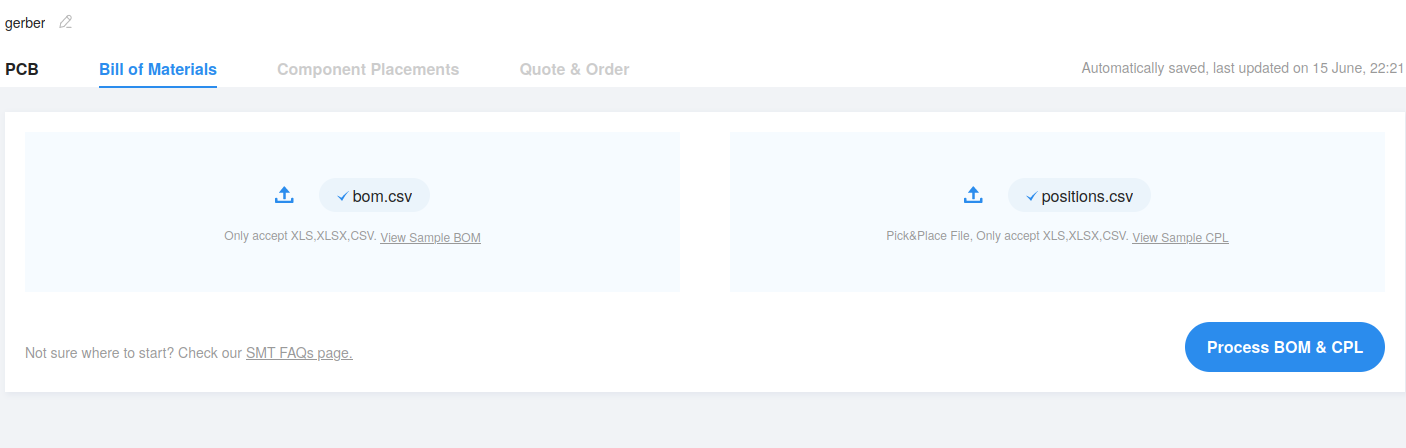 gerber
PCB Bill of Materials Component Placements Quote & Order Automatically saved, last updated on 15 June, 22:21
bom.csv positions.csv
Only accept XLS,XLSX,CSV. View Sample BOM Pick&Place File, Only accept XLS,XLSX,CSV. View Sample CPL
Not sure where to start? Check our SMT FAQs page. Process BOM & CPL